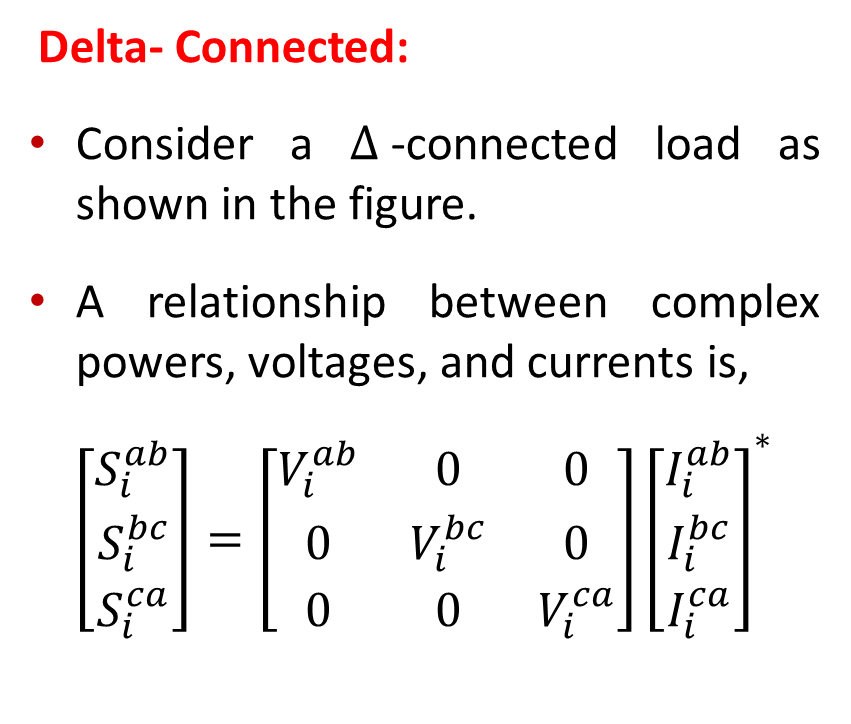 Delta- Connected:
• Consider a Δ -connected load as
shown in the figure.
• A relationship between complex
powers, voltages, and currents is,
[S_i^{ab}; S_i^{bc}; S_i^{ca}] = [V_i^{ab} 0 0; 0 V_i^{bc} 0; 0 0 V_i^{ca}] [I_i^{ab}; I_i^{bc}; I_i^{ca}]^*